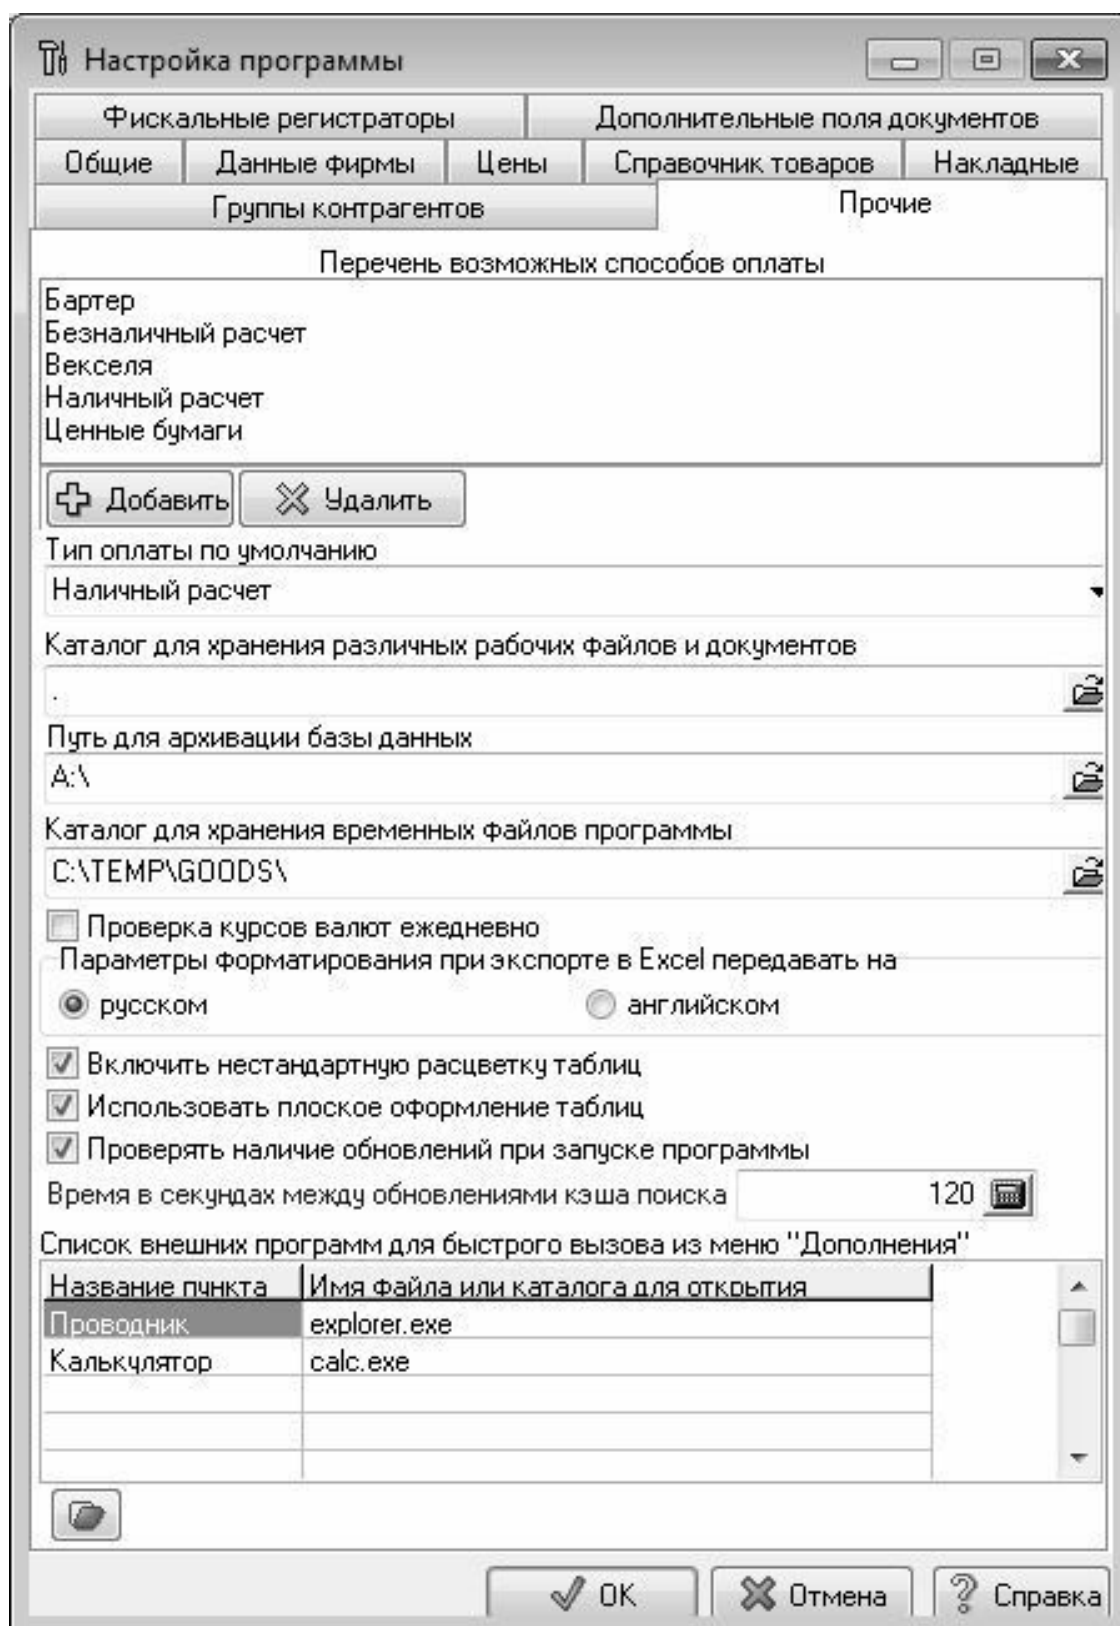 Настройка программы
Фискальные регистраторы Дополнительные поля документов
Общие Данные фирмы Цены Справочник товаров Накладные
Группы контрагентов Прочие
Перечень возможных способов оплаты
Бартер
Безналичный расчет
Векселя
Наличный расчет
Ценные бумаги
Добавить Удалить
Тип оплаты по умолчанию
Наличный расчет
Каталог для хранения различных рабочих файлов и документов
.
Путь для архивации базы данных
A:\
Каталог для хранения временных файлов программы
C:\TEMP\GOODS\
Проверка курсов валют ежедневно
Параметры форматирования при экспорте в Excel передавать на
русском английском
Включить нестандартную расцветку таблиц
Использовать плоское оформление таблиц
Проверять наличие обновлений при запуске программы
Время в секундах между обновлениями кэша поиска 120
Список внешних программ для быстрого вызова из меню "Дополнения"
Название пункта Имя файла или каталога для открытия
Проводник explorer.exe
Калькулятор calc.exe
OK Отмена Справка